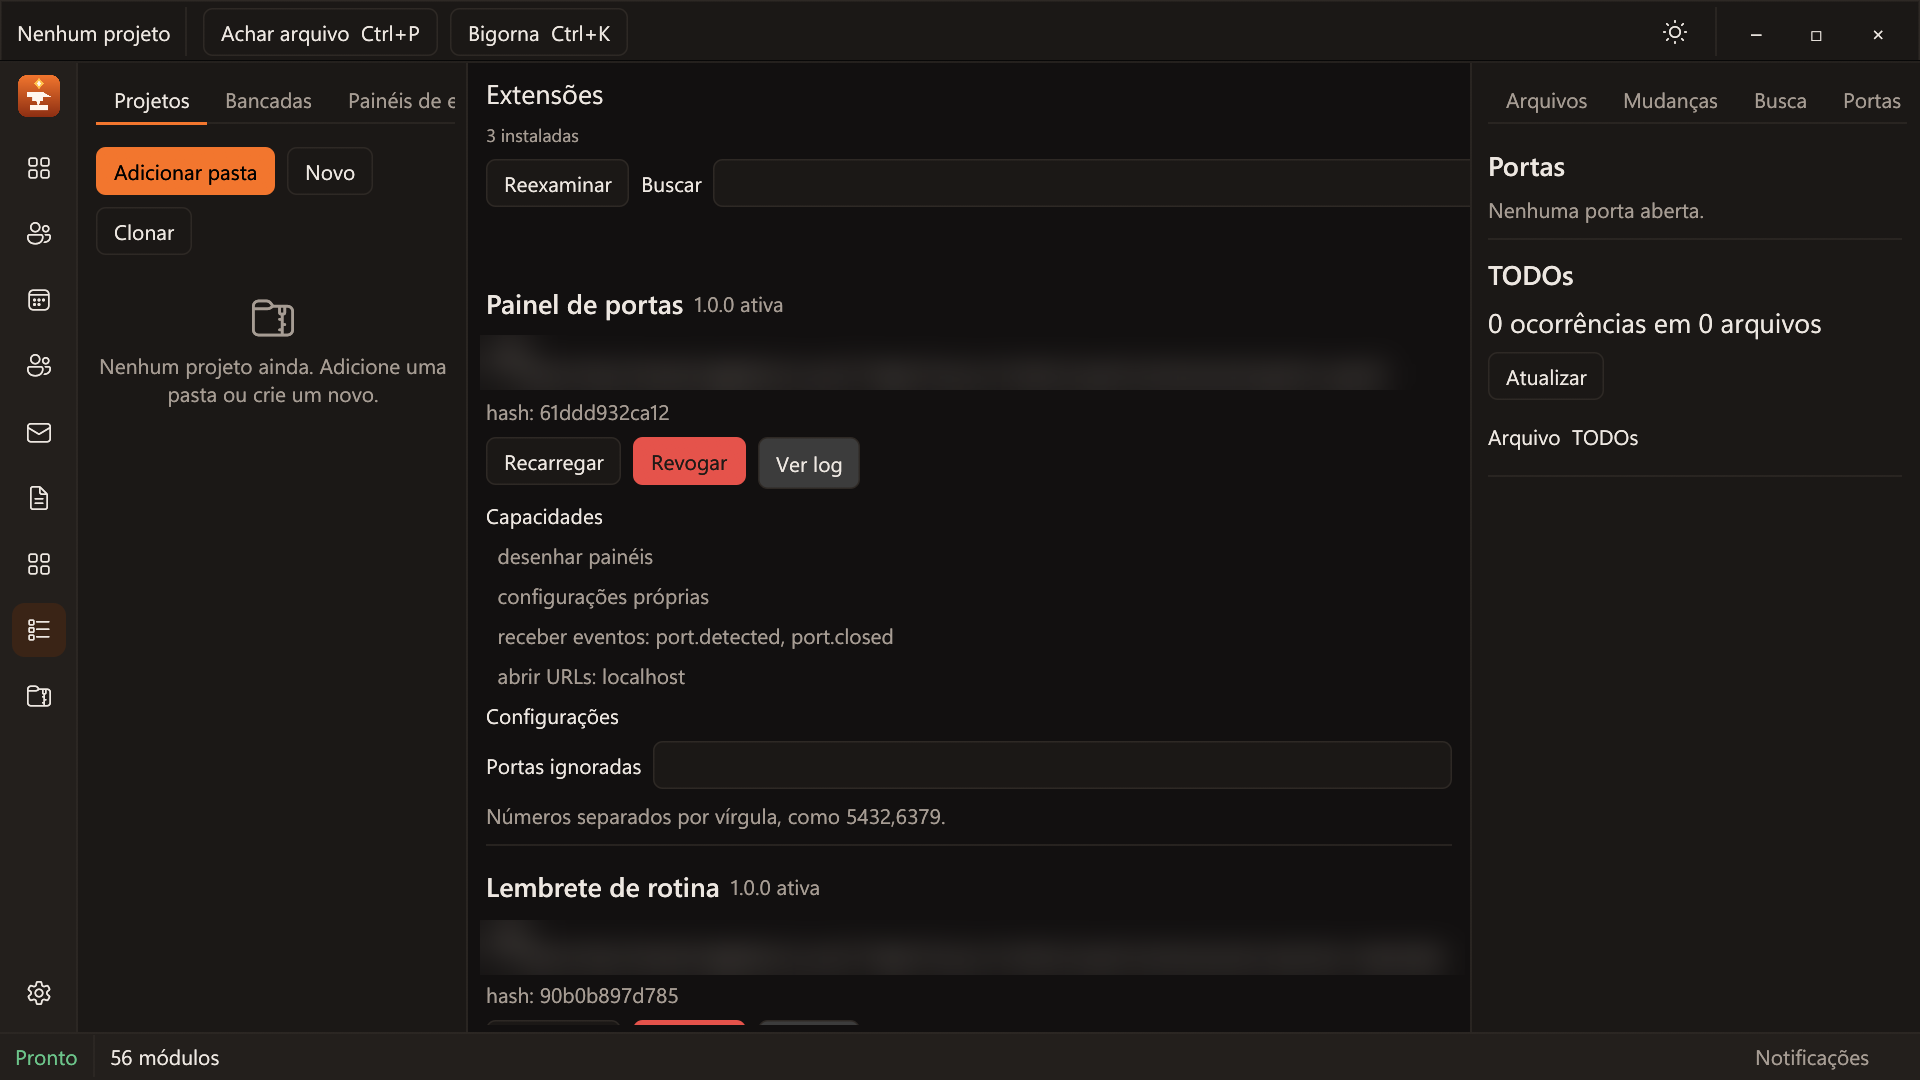 Nenhum projeto
Achar arquivo Ctrl+P
Bigorna Ctrl+K
Projetos
Bancadas
Painéis de e
Adicionar pasta
Novo
Clonar
Nenhum projeto ainda. Adicione uma
pasta ou crie um novo.
Extensões
3 instaladas
Reexaminar
Buscar
Painel de portas 1.0.0 ativa
hash: 61ddd932ca12
Recarregar
Revogar
Ver log
Capacidades
desenhar painéis
configurações próprias
receber eventos: port.detected, port.closed
abrir URLs: localhost
Configurações
Portas ignoradas
Números separados por vírgula, como 5432,6379.
Lembrete de rotina 1.0.0 ativa
hash: 90b0b897d785
Arquivos
Mudanças
Busca
Portas
Portas
Nenhuma porta aberta.
TODOs
0 ocorrências em 0 arquivos
Atualizar
Arquivo TODOs
Pronto
56 módulos
Notificações